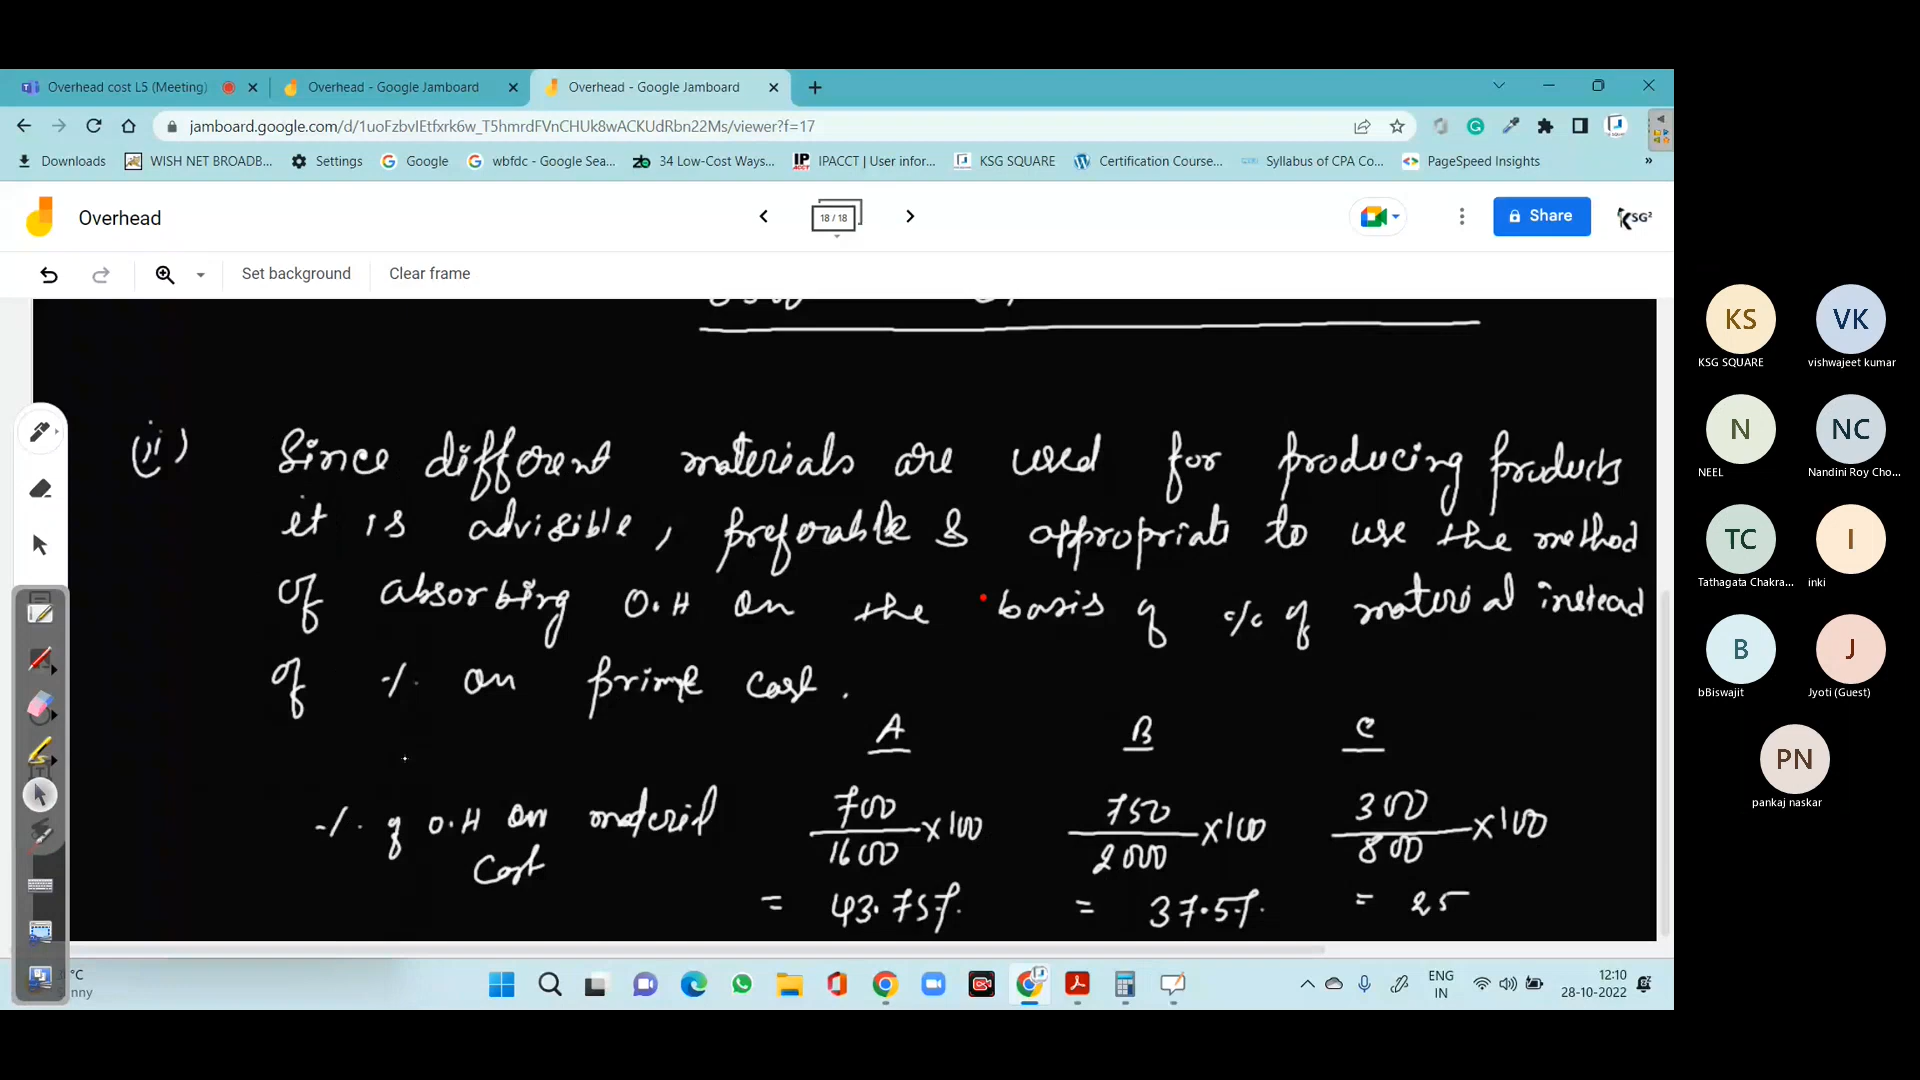 Overhead cost L5 (Meeting)
Overhead - Google Jamboard
Overhead - Google Jamboard
jamboard.google.com/d/1uoFzbvIEtfxrk6w_T5hmrdFVnCHUk8wACKUdRbn22Ms/viewer?f=17
Downloads
WISH NET BROADB...
Settings
Google
wbfdc - Google Sea...
34 Low-Cost Ways...
IPACCT | User infor...
KSG SQUARE
Certification Course...
Syllabus of CPA Co...
PageSpeed Insights
»
Overhead
18 / 18
Share
KSG²
Set background
Clear frame
(ii) Since different materials are used for producing products
it is advisible, preferable & appropriate to use the method
of absorbing O.H on the basis of % of material instead
of % on prime cost.
A B C
% of O.H on material
Cost
700/1600 ×100
750/2000 ×100
300/800 ×100
= 43.75% = 37.5% = 25
KS
KSG SQUARE
VK
vishwajeet kumar
N
NEEL
NC
Nandini Roy Cho...
TC
Tathagata Chakra...
I
inki
B
bBiswajit
J
Jyoti (Guest)
PN
pankaj naskar
°C
nny
ENG
IN
12:10
28-10-2022